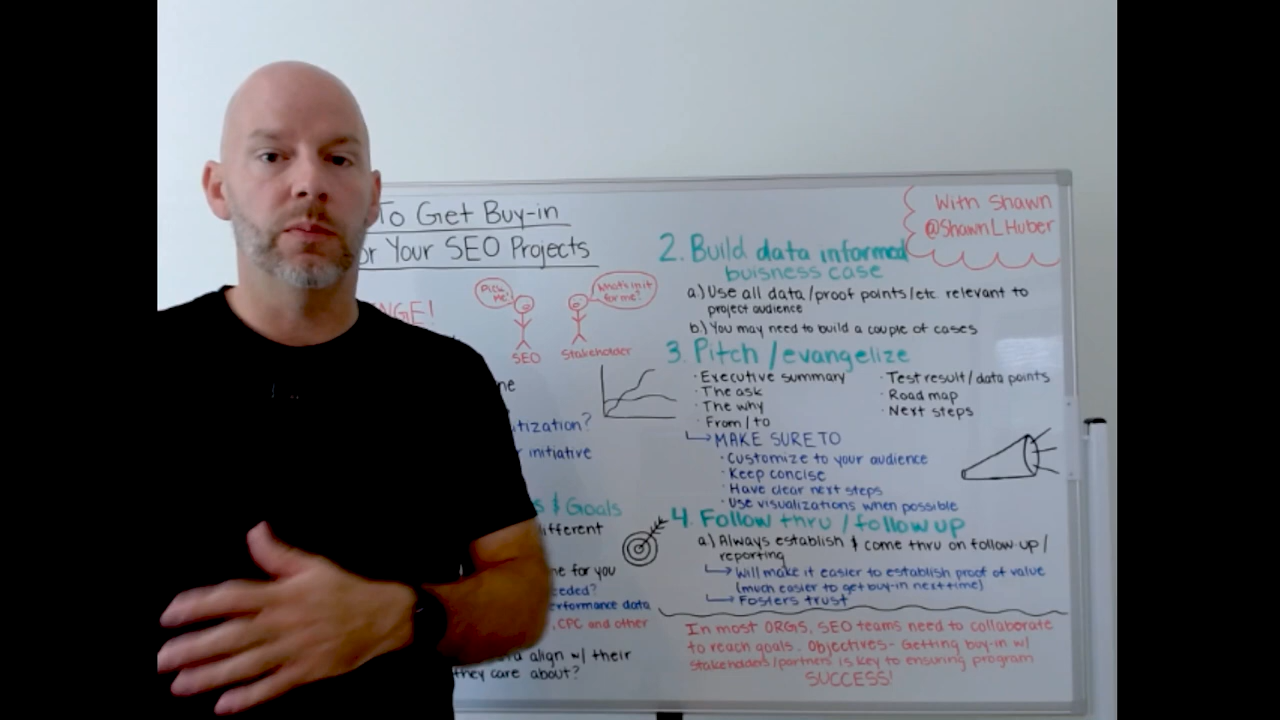 To Get Buy-in
or Your SEO Projects
NGE!
Pick
Me!
What's in it
for me?
SEO
Stakeholder
ne
itization?
initiative
s & Goals
ifferent
ne for you
eeded?
erformance data
, CPC and other
align w/ their
they care about?
With Shawn
@ShawnLHuber
2. Build data informed
buisness case
a.) Use all data/proof points/etc. relevant to
project audience
b.) You may need to build a couple of cases
3. Pitch/evangelize
· Executive summary
· The ask
· The why
· From/to
· Test result/data points
· Road map
· Next steps
MAKE SURE TO
· Customize to your audience
· Keep concise
· Have clear next steps
· Use visualizations when possible
4. Follow thru/follow up
a.) Always establish & come thru on follow-up/
reporting
Will make it easier to establish proof of value
(much easier to get buy-in next time)
Fosters trust
In most ORGS, SEO teams need to collaborate
to reach goals. Objectives- Getting buy-in w/
stakeholders/partners is key to ensuring program
SUCCESS!